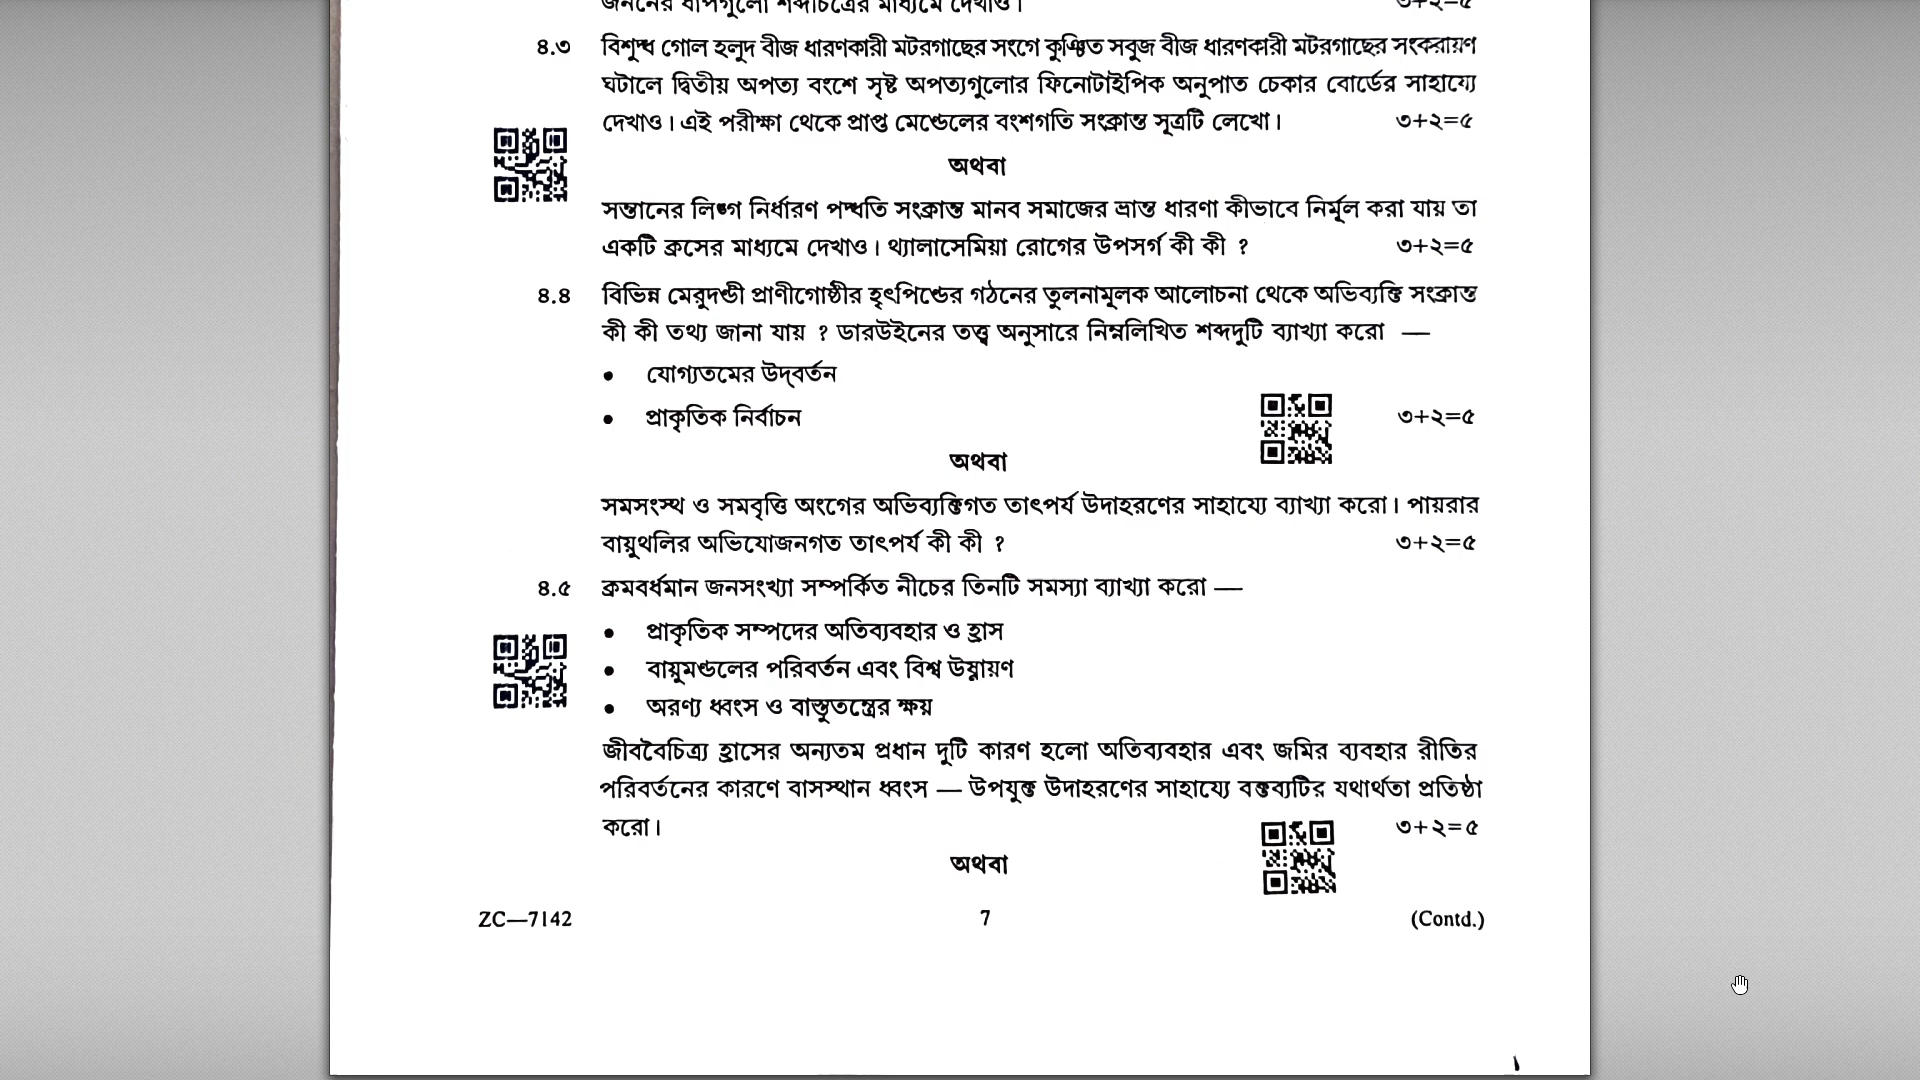 জননের ধাপগুলো শব্দচিত্রের মাধ্যমে দেখাও। ৩+২=৫
৪.৩ বিশুদ্ধ গোল হলুদ বীজ ধারণকারী মটরগাছের সংগে কুঞ্চিত সবুজ বীজ ধারণকারী মটরগাছের সংকরায়ণ
ঘটালে দ্বিতীয় অপত্য বংশে সৃষ্ট অপত্যগুলোর ফিনোটাইপিক অনুপাত চেকার বোর্ডের সাহায্যে
দেখাও। এই পরীক্ষা থেকে প্রাপ্ত মেন্ডেলের বংশগতি সংক্রান্ত সূত্রটি লেখো। ৩+২=৫
অথবা
সন্তানের লিঙ্গ নির্ধারণ পদ্ধতি সংক্রান্ত মানব সমাজের ভ্রান্ত ধারণা কীভাবে নির্মূল করা যায় তা
একটি ক্রসের মাধ্যমে দেখাও। থ্যালাসেমিয়া রোগের উপসর্গ কী কী ? ৩+২=৫
৪.৪ বিভিন্ন মেরুদণ্ডী প্রাণীগোষ্ঠীর হৃৎপিণ্ডের গঠনের তুলনামূলক আলোচনা থেকে অভিব্যক্তি সংক্রান্ত
কী কী তথ্য জানা যায় ? ডারউইনের তত্ত্ব অনুসারে নিম্নলিখিত শব্দদুটি ব্যাখ্যা করো —
• যোগ্যতমের উদ্‌বর্তন
• প্রাকৃতিক নির্বাচন ৩+২=৫
অথবা
সমসংস্থ ও সমবৃত্তি অংগের অভিব্যক্তিগত তাৎপর্য উদাহরণের সাহায্যে ব্যাখ্যা করো। পায়রার
বায়ুথলির অভিযোজনগত তাৎপর্য কী কী ? ৩+২=৫
৪.৫ ক্রমবর্ধমান জনসংখ্যা সম্পর্কিত নীচের তিনটি সমস্যা ব্যাখ্যা করো —
• প্রাকৃতিক সম্পদের অতিব্যবহার ও হ্রাস
• বায়ুমণ্ডলের পরিবর্তন এবং বিশ্ব উষ্ণায়ণ
• অরণ্য ধ্বংস ও বাস্তুতন্ত্রের ক্ষয়
জীববৈচিত্র্য হ্রাসের অন্যতম প্রধান দুটি কারণ হলো অতিব্যবহার এবং জমির ব্যবহার রীতির
পরিবর্তনের কারণে বাসস্থান ধ্বংস — উপযুক্ত উদাহরণের সাহায্যে বক্তব্যটির যথার্থতা প্রতিষ্ঠা
করো। ৩+২=৫
অথবা
ZC—7142 7 (Contd.)